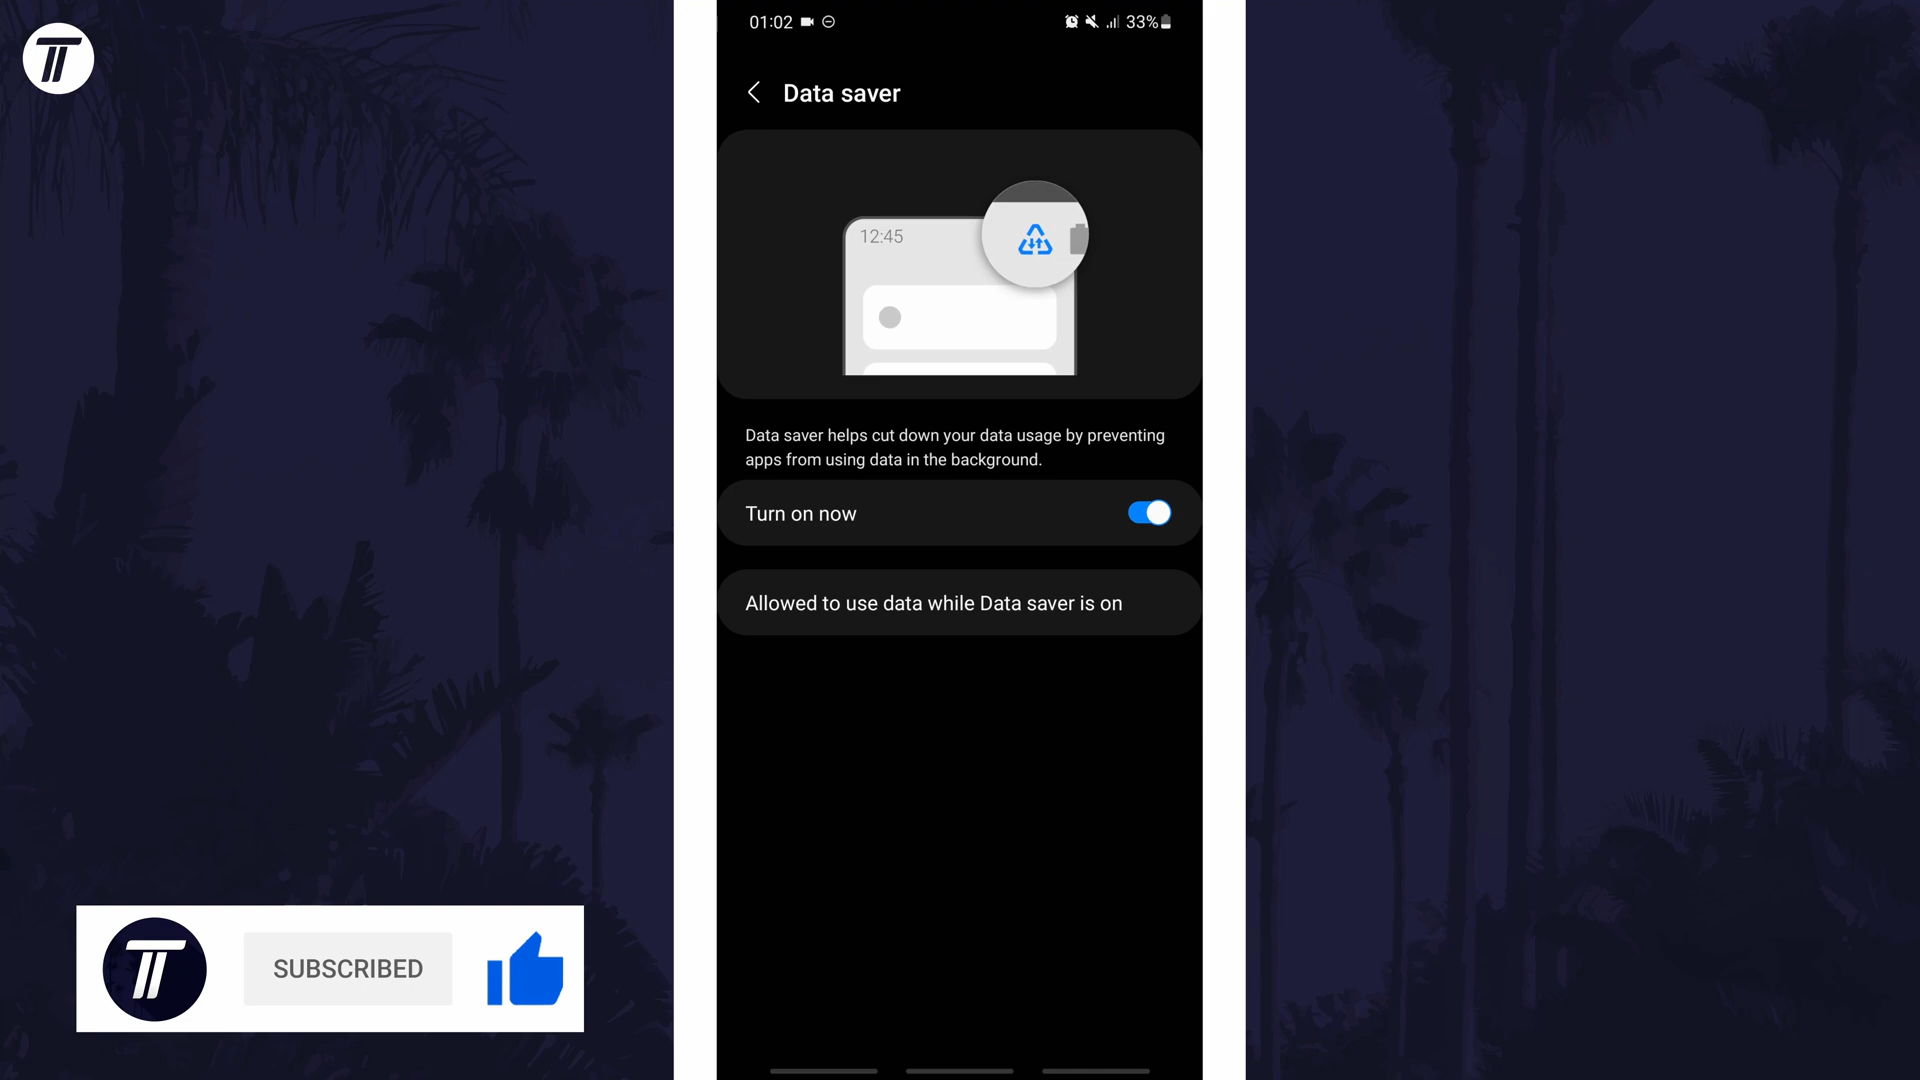 01:02
33%
Data saver
12:45
Data saver helps cut down your data usage by preventing
apps from using data in the background.
Turn on now
Allowed to use data while Data saver is on
SUBSCRIBED